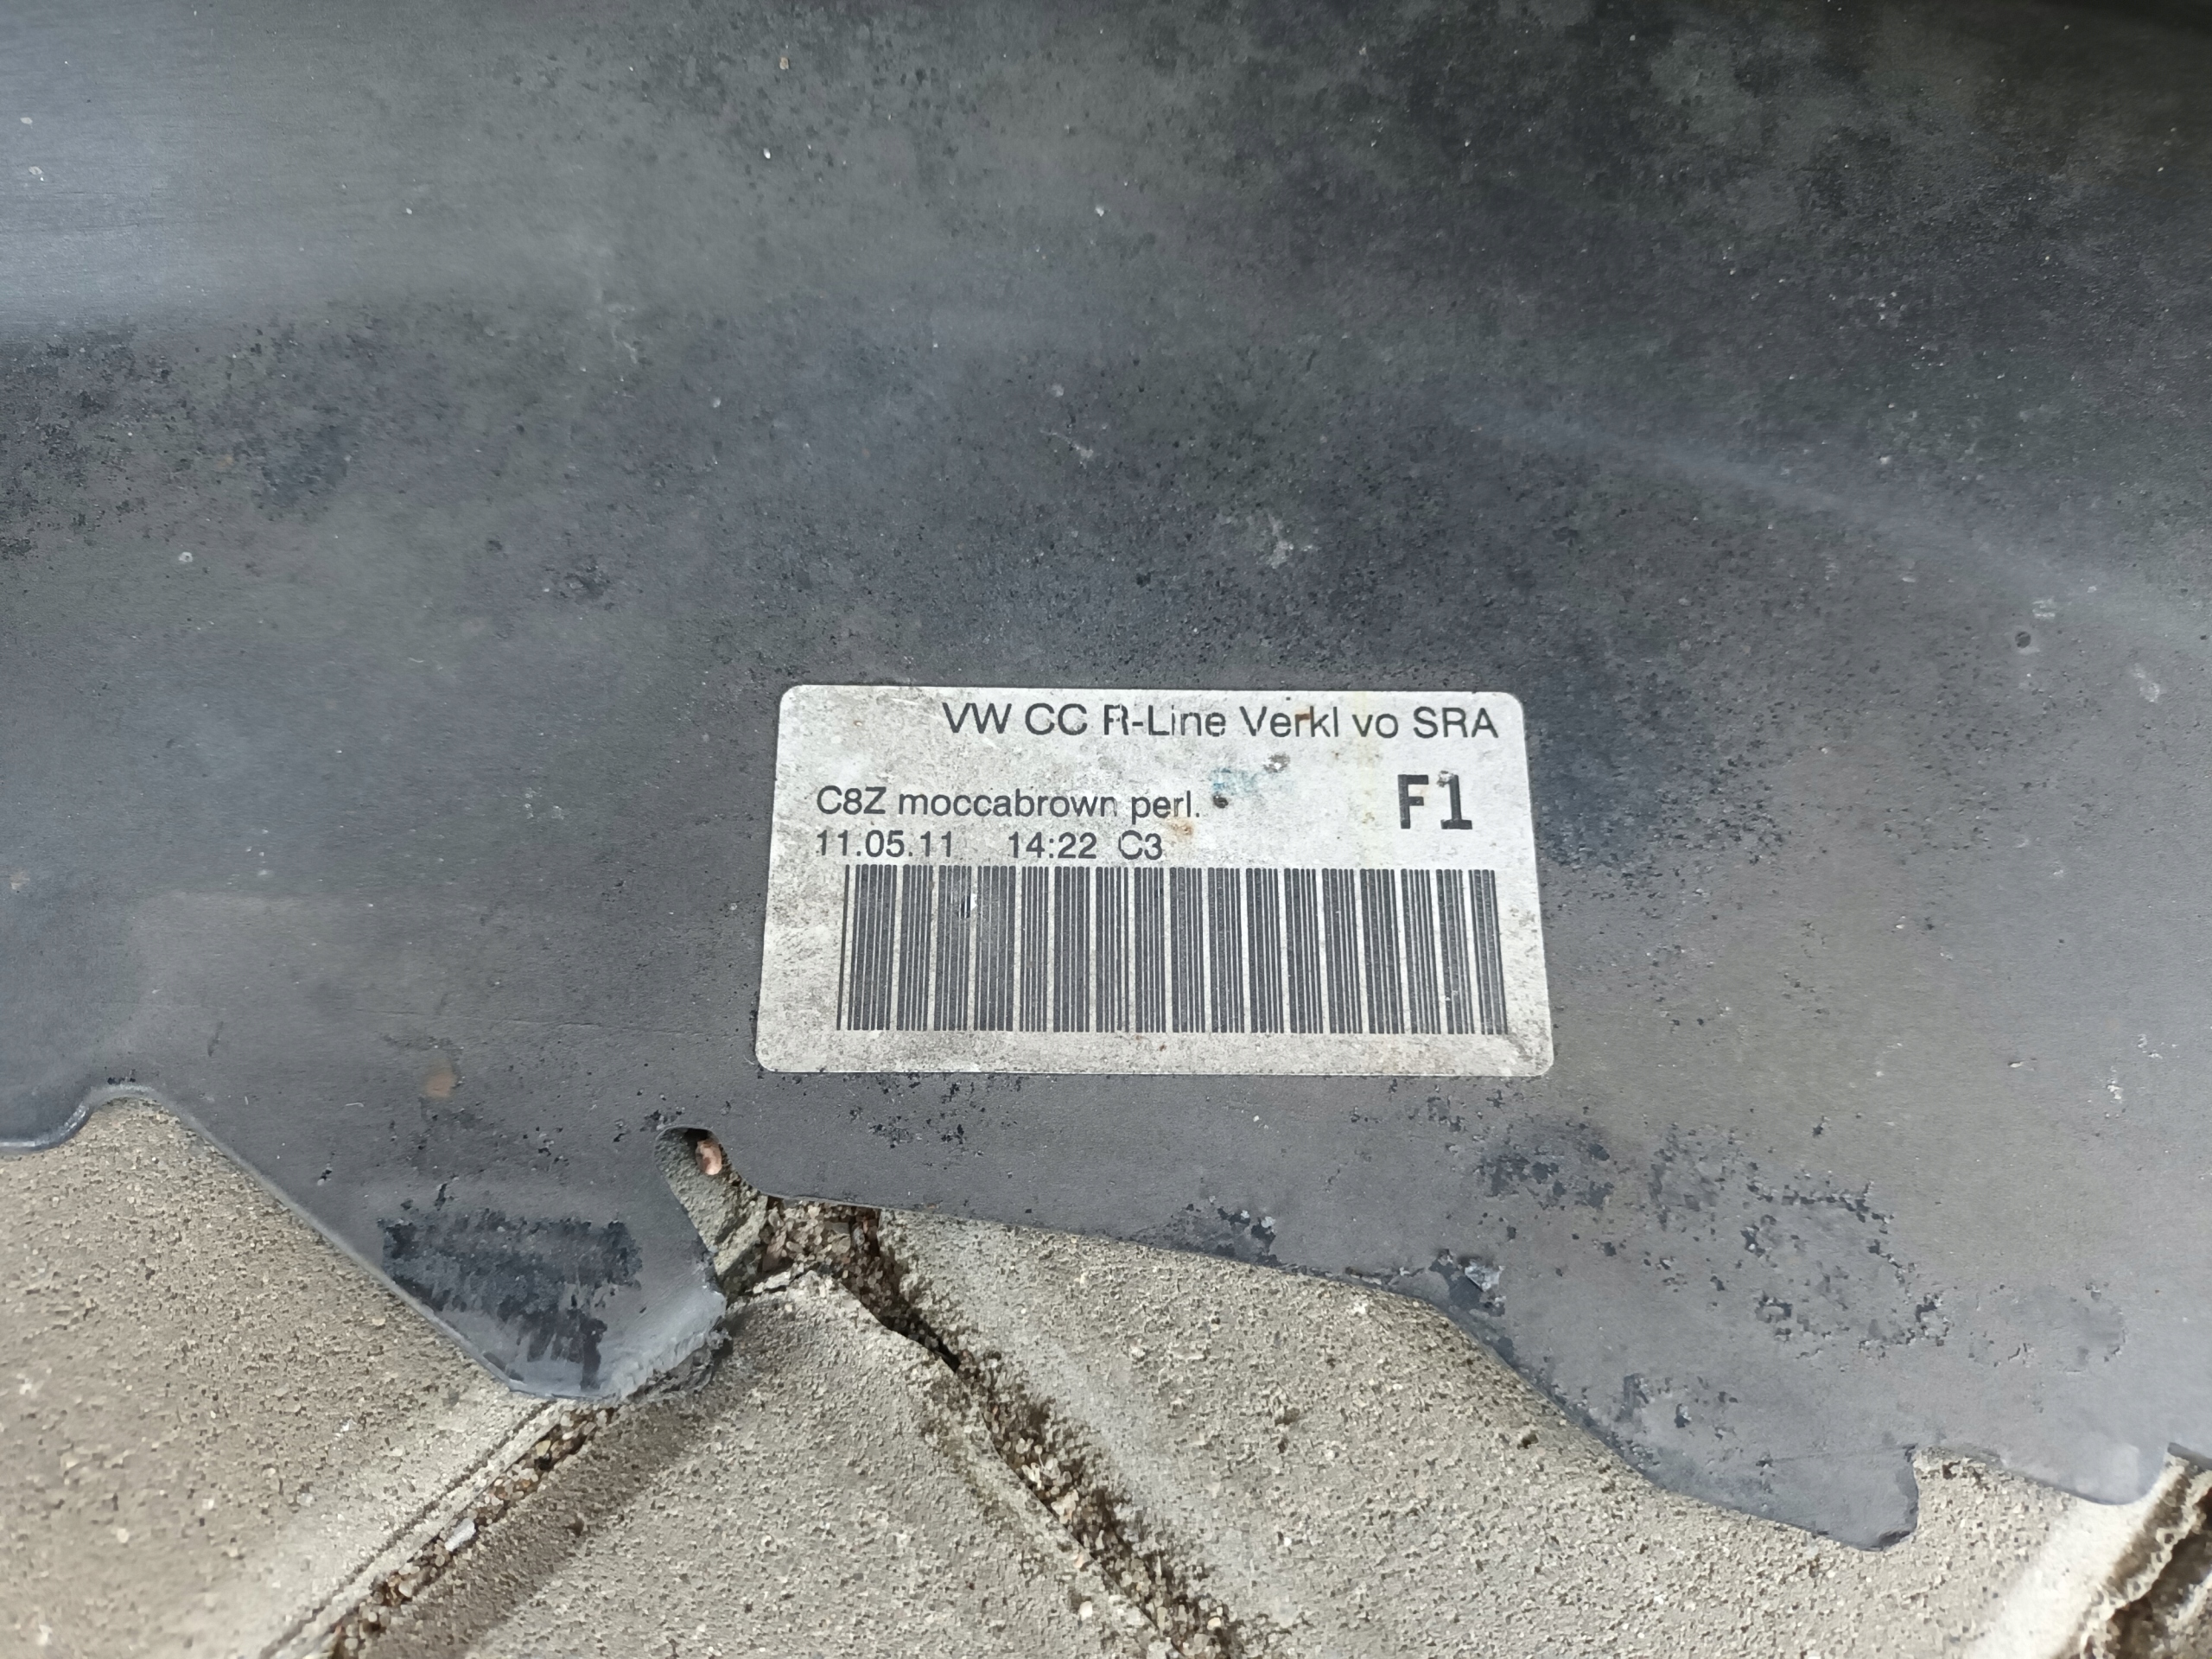 VW CC R-Line Verkl vo SRA
C8Z moccabrown perl.
F1
11.05.11 14:22 C3